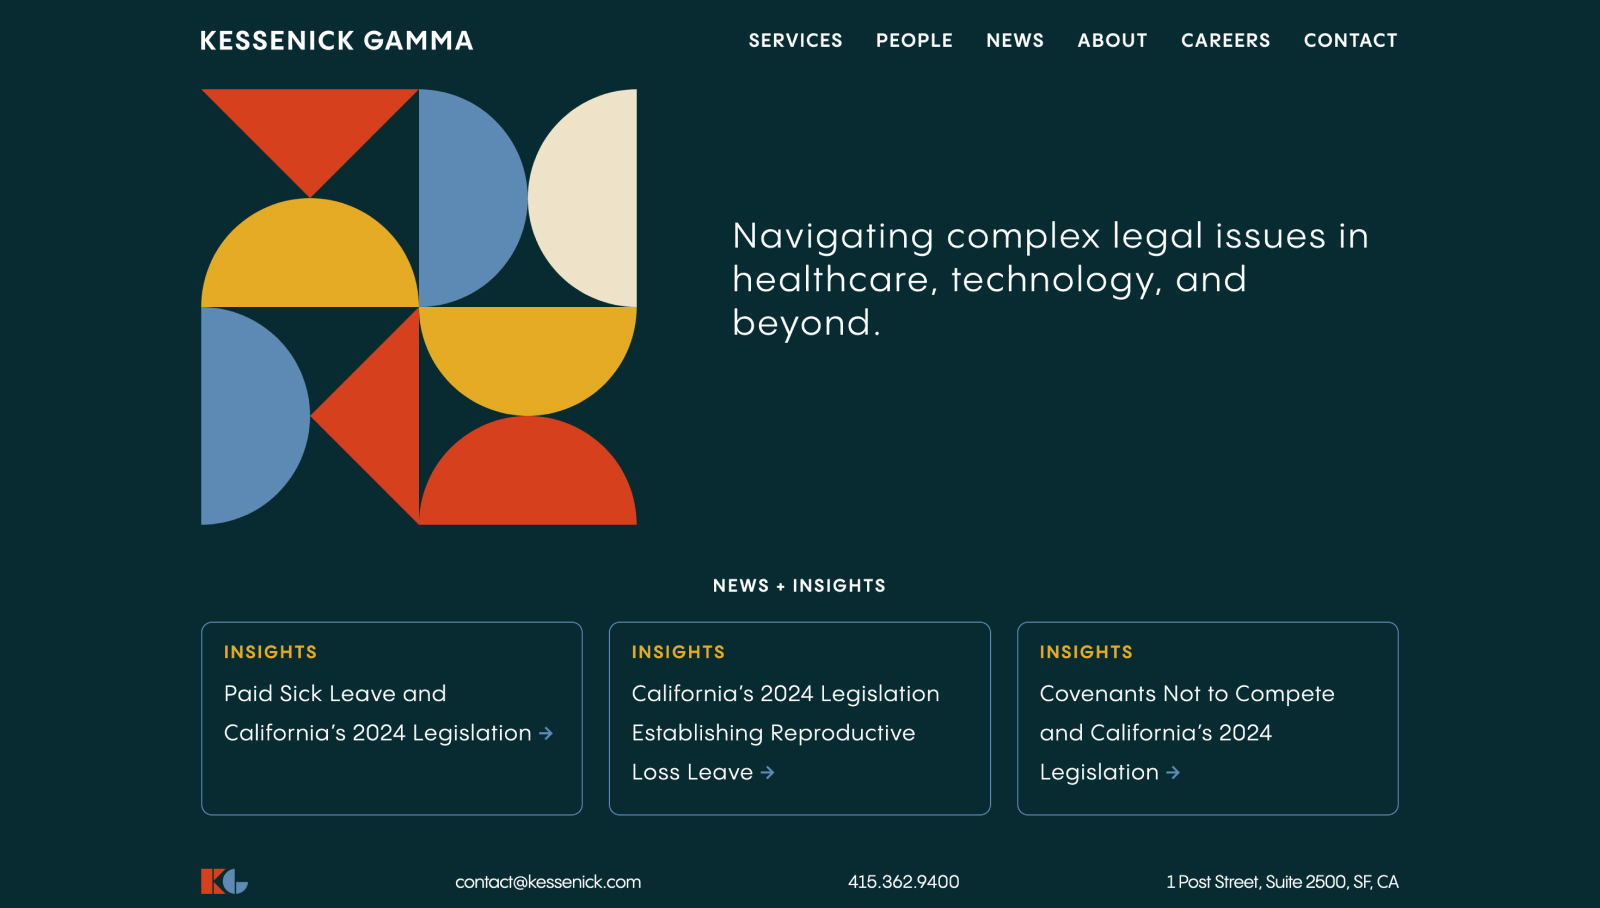 KESSENICK GAMMA
SERVICES PEOPLE NEWS ABOUT CAREERS CONTACT
Navigating complex legal issues in
healthcare, technology, and
beyond.
NEWS + INSIGHTS
INSIGHTS
Paid Sick Leave and
California’s 2024 Legislation →
INSIGHTS
California’s 2024 Legislation
Establishing Reproductive
Loss Leave →
INSIGHTS
Covenants Not to Compete
and California’s 2024
Legislation →
KG
contact@kessenick.com
415.362.9400
1 Post Street, Suite 2500, SF, CA